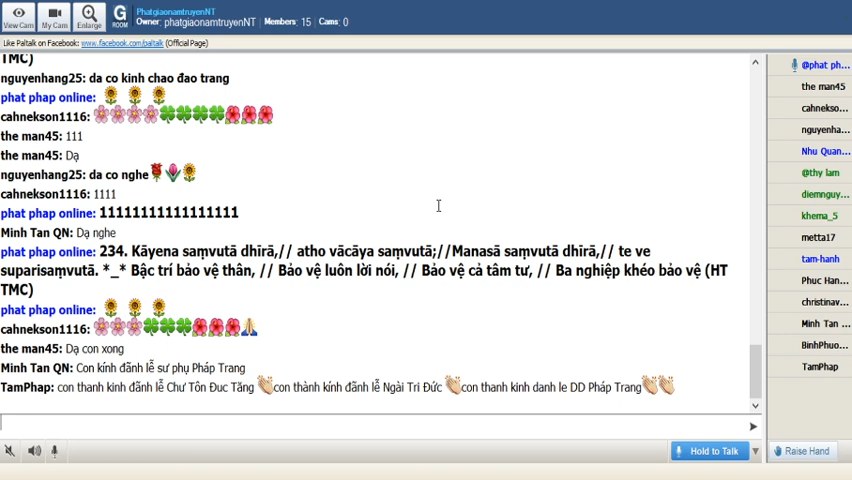 View Cam
My Cam
Enlarge
G
ROOM
PhatgiaonamtruyenNT
Owner: phatgiaonamtruyenNT Members: 15 Cams: 0
Like Paltalk on Facebook: www.facebook.com/paltalk (Official Page)
TMC)
nguyenhang25: da co kinh chao đao trang
phat phap online:
cahnekson1116:
the man45: 111
the man45: Dạ
nguyenhang25: da co nghe
cahnekson1116: 1111
phat phap online: 11111111111111111
Minh Tan QN: Dạ nghe
phat phap online: 234. Kāyena saṃvutā dhīrā,// atho vācāya saṃvutā;//Manasā saṃvutā dhīrā,// te ve
suparisaṃvutā. *_* Bậc trí bảo vệ thân, // Bảo vệ luôn lời nói, // Bảo vệ cả tâm tư, // Ba nghiệp khéo bảo vệ (HT
TMC)
phat phap online:
cahnekson1116:
the man45: Dạ con xong
Minh Tan QN: Con kính đãnh lễ sư phụ Pháp Trang
TamPhap: con thanh kinh đãnh lễ Chư Tôn Đuc Tăng con thành kính đãnh lễ Ngài Tri Đức con thanh kinh danh le DD Pháp Trang
@phat ph...
the man45
cahnekso...
nguyenha...
Nhu Quan...
@thy lam
diemnguy...
khema_5
metta17
tam-hanh
Phuc Han...
christinav...
Minh Tan ...
BinhPhuo...
TamPhap
Hold to Talk
Raise Hand